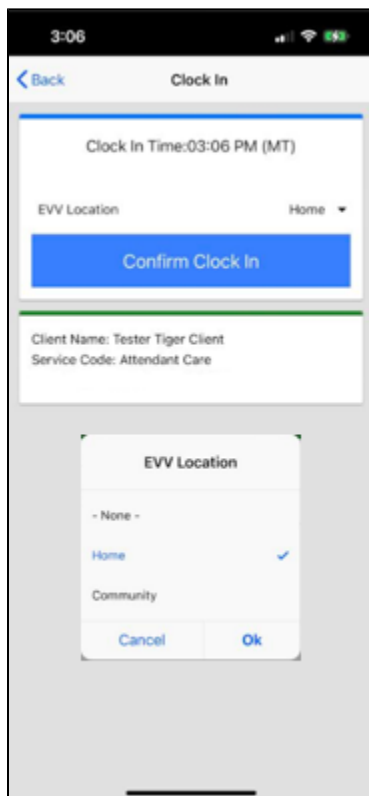 3:06
Back Clock In
Clock In Time:03:06 PM (MT)
EVV Location Home
Confirm Clock In
Client Name: Tester Tiger Client
Service Code: Attendant Care
EVV Location
- None -
Home
Community
Cancel Ok